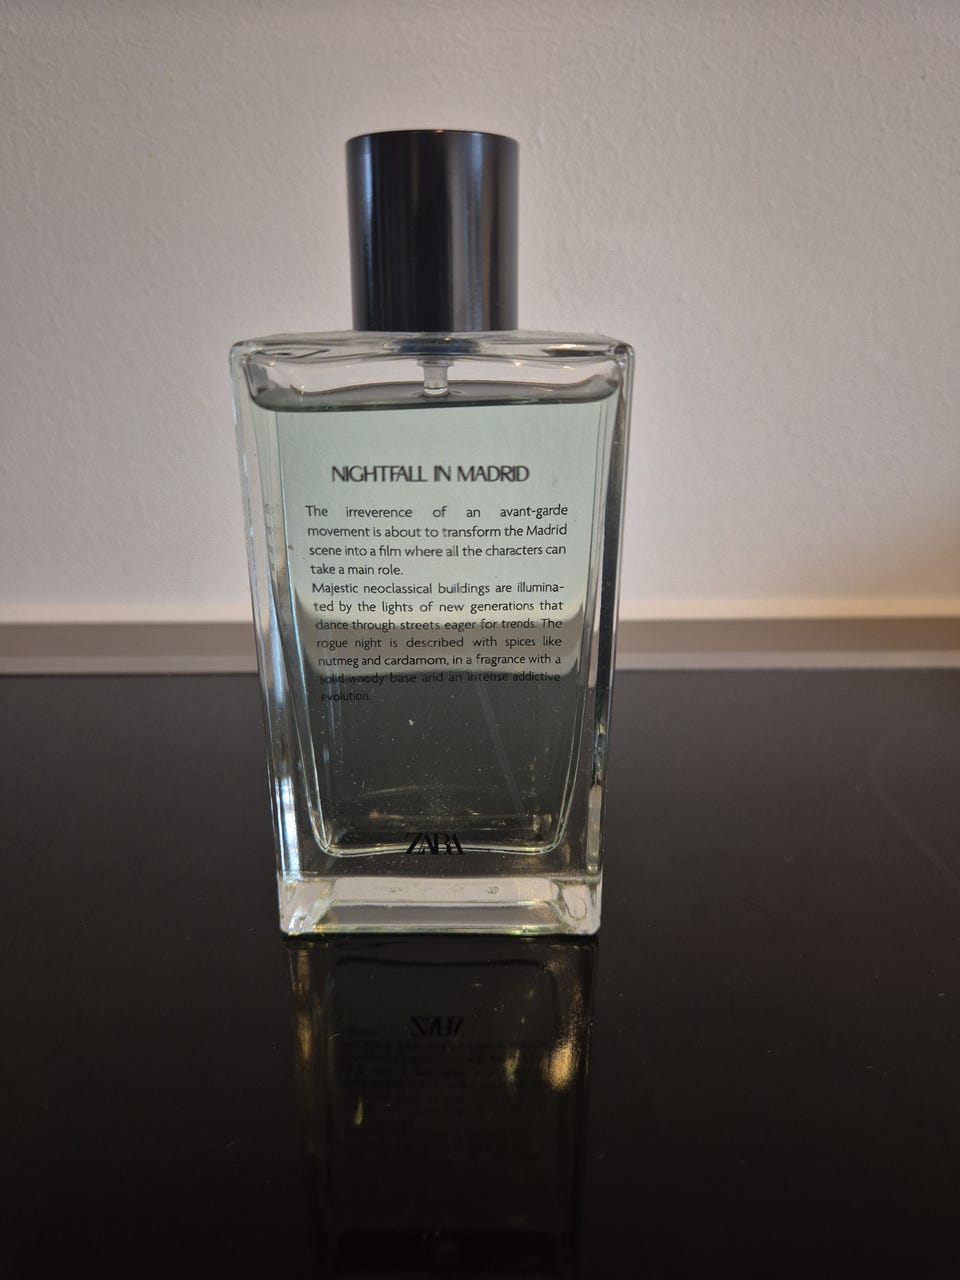 NIGHTFALL IN MADRID
The irreverence of an avant-garde
movement is about to transform the Madrid
scene into a film where all the characters can
take a main role.
Majestic neoclassical buildings are illumina-
ted by the lights of new generations that
dance through streets eager for trends. The
rogue night is described with spices like
nutmeg and cardamom, in a fragrance with a
solid woody base and an intense addictive
evolution.
ZARA